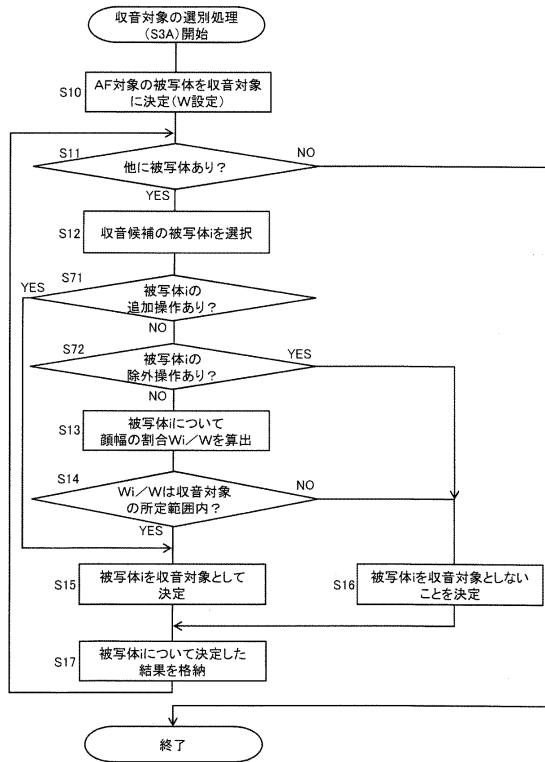 収音対象の選別処理
(S3A)開始
S10
AF対象の被写体を収音対象
に決定(W設定)
S11
他に被写体あり？
NO
YES
S12
収音候補の被写体iを選択
S71
YES
被写体iの
追加操作あり？
NO
S72
被写体iの
除外操作あり？
YES
NO
S13
被写体iについて
顔幅の割合Wi／Wを算出
S14
Wi／Wは収音対象
の所定範囲内？
NO
YES
S15
被写体iを収音対象として
決定
S16
被写体iを収音対象としない
ことを決定
S17
被写体iについて決定した
結果を格納
終了